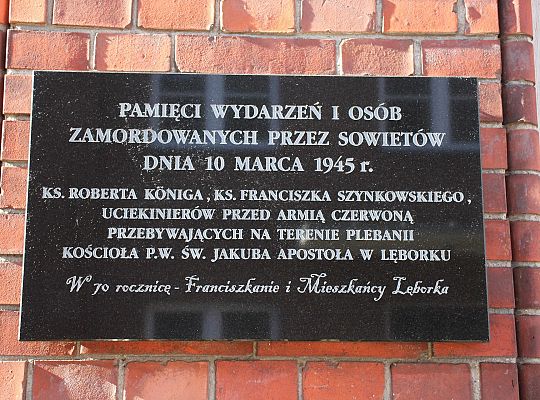 PAMIĘCI WYDARZEŃ I OSÓB
ZAMORDOWANYCH PRZEZ SOWIETÓW
DNIA 10 MARCA 1945 r.
KS. ROBERTA KÖNIGA, KS. FRANCISZKA SZYNKOWSKIEGO,
UCIEKINIERÓW PRZED ARMIĄ CZERWONĄ
PRZEBYWAJĄCYCH NA TERENIE PLEBANII
KOŚCIOŁA P.W. ŚW. JAKUBA APOSTOŁA W LĘBORKU
W 70 rocznicę - Franciszkanie i Mieszkańcy Lęborka